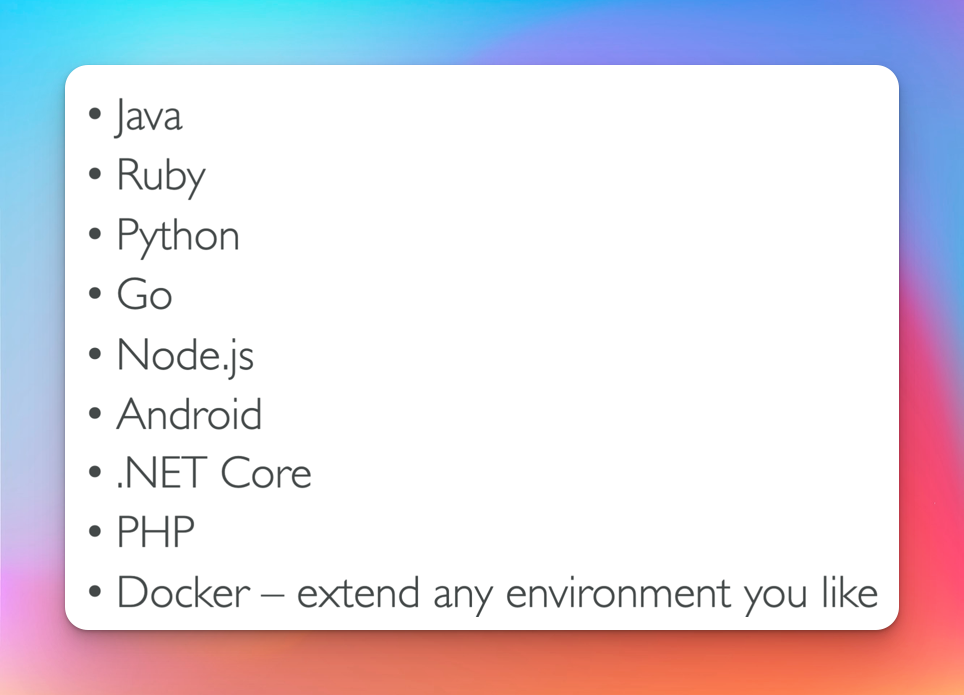 • Java
• Ruby
• Python
• Go
• Node.js
• Android
• .NET Core
• PHP
• Docker – extend any environment you like